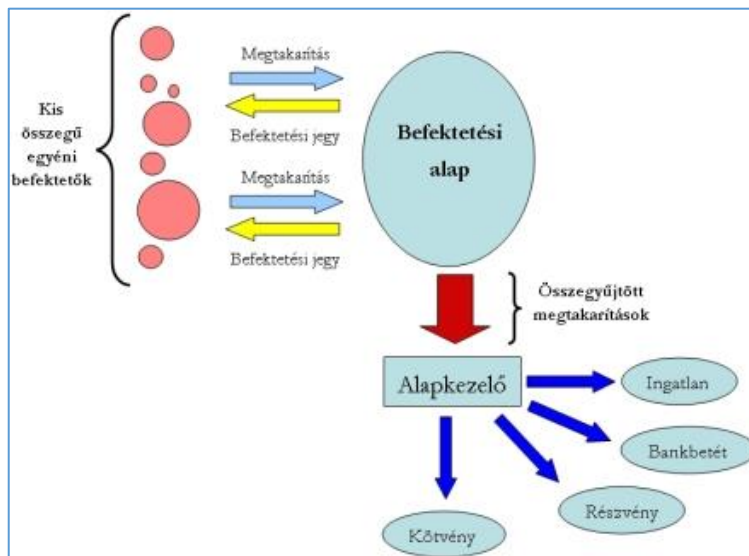 Kis
összegű
egyéni
befektetők
Megtakarítás
Befektetési jegy
Megtakarítás
Befektetési jegy
Befektetési
alap
Összegyűjtött
megtakarítások
Alapkezelő
Ingatlan
Bankbetét
Részvény
Kötvény